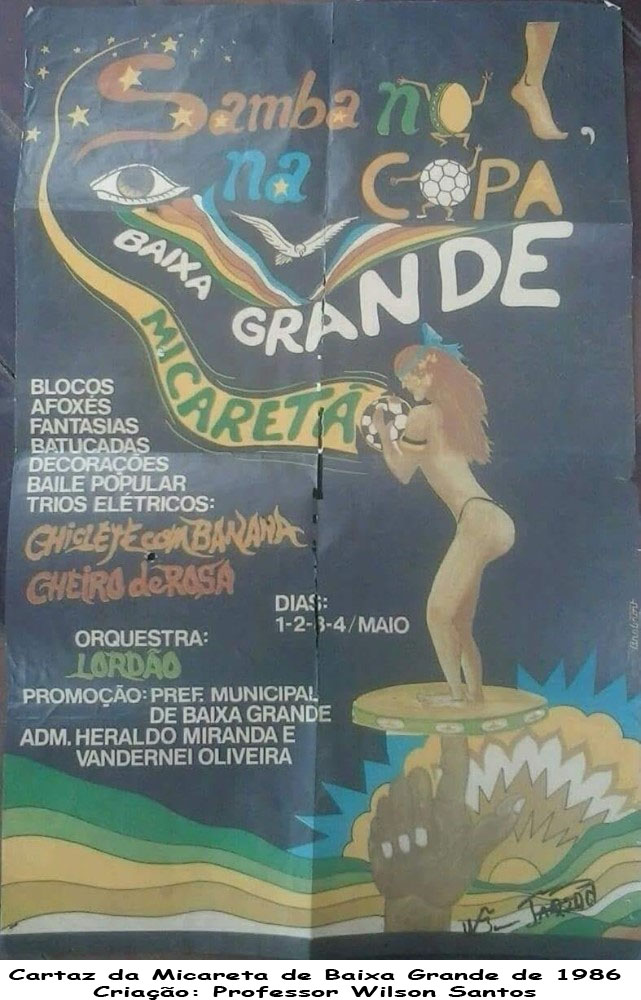 Samba no ,
na COPA
BAIXA
GRANDE
MICARETA
BLOCOS
AFOXÉS
FANTASIAS
BATUCADAS
DECORAÇÕES
BAILE POPULAR
TRIOS ELÉTRICOS:
CHICLETE com BANANA
CHEIRO de ROSA
DIAS:
1-2-3-4/MAIO
ORQUESTRA:
LORDÃO
PROMOÇÃO: PREF. MUNICIPAL
DE BAIXA GRANDE
ADM. HERALDO MIRANDA E
VANDERNEI OLIVEIRA
Cartaz da Micareta de Baixa Grande de 1986
Criação: Professor Wilson Santos